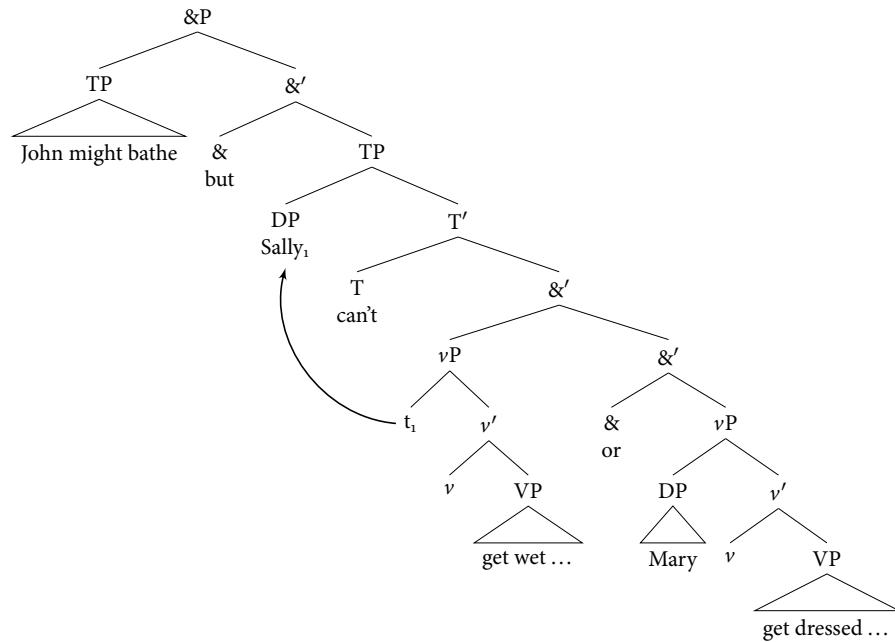 &P
TP &′
John might bathe & TP
but
DP T′
Sally₁
T &′
can't
vP &′
t₁ v′ & vP
or
v VP DP v′
get wet … Mary v VP
get dressed …